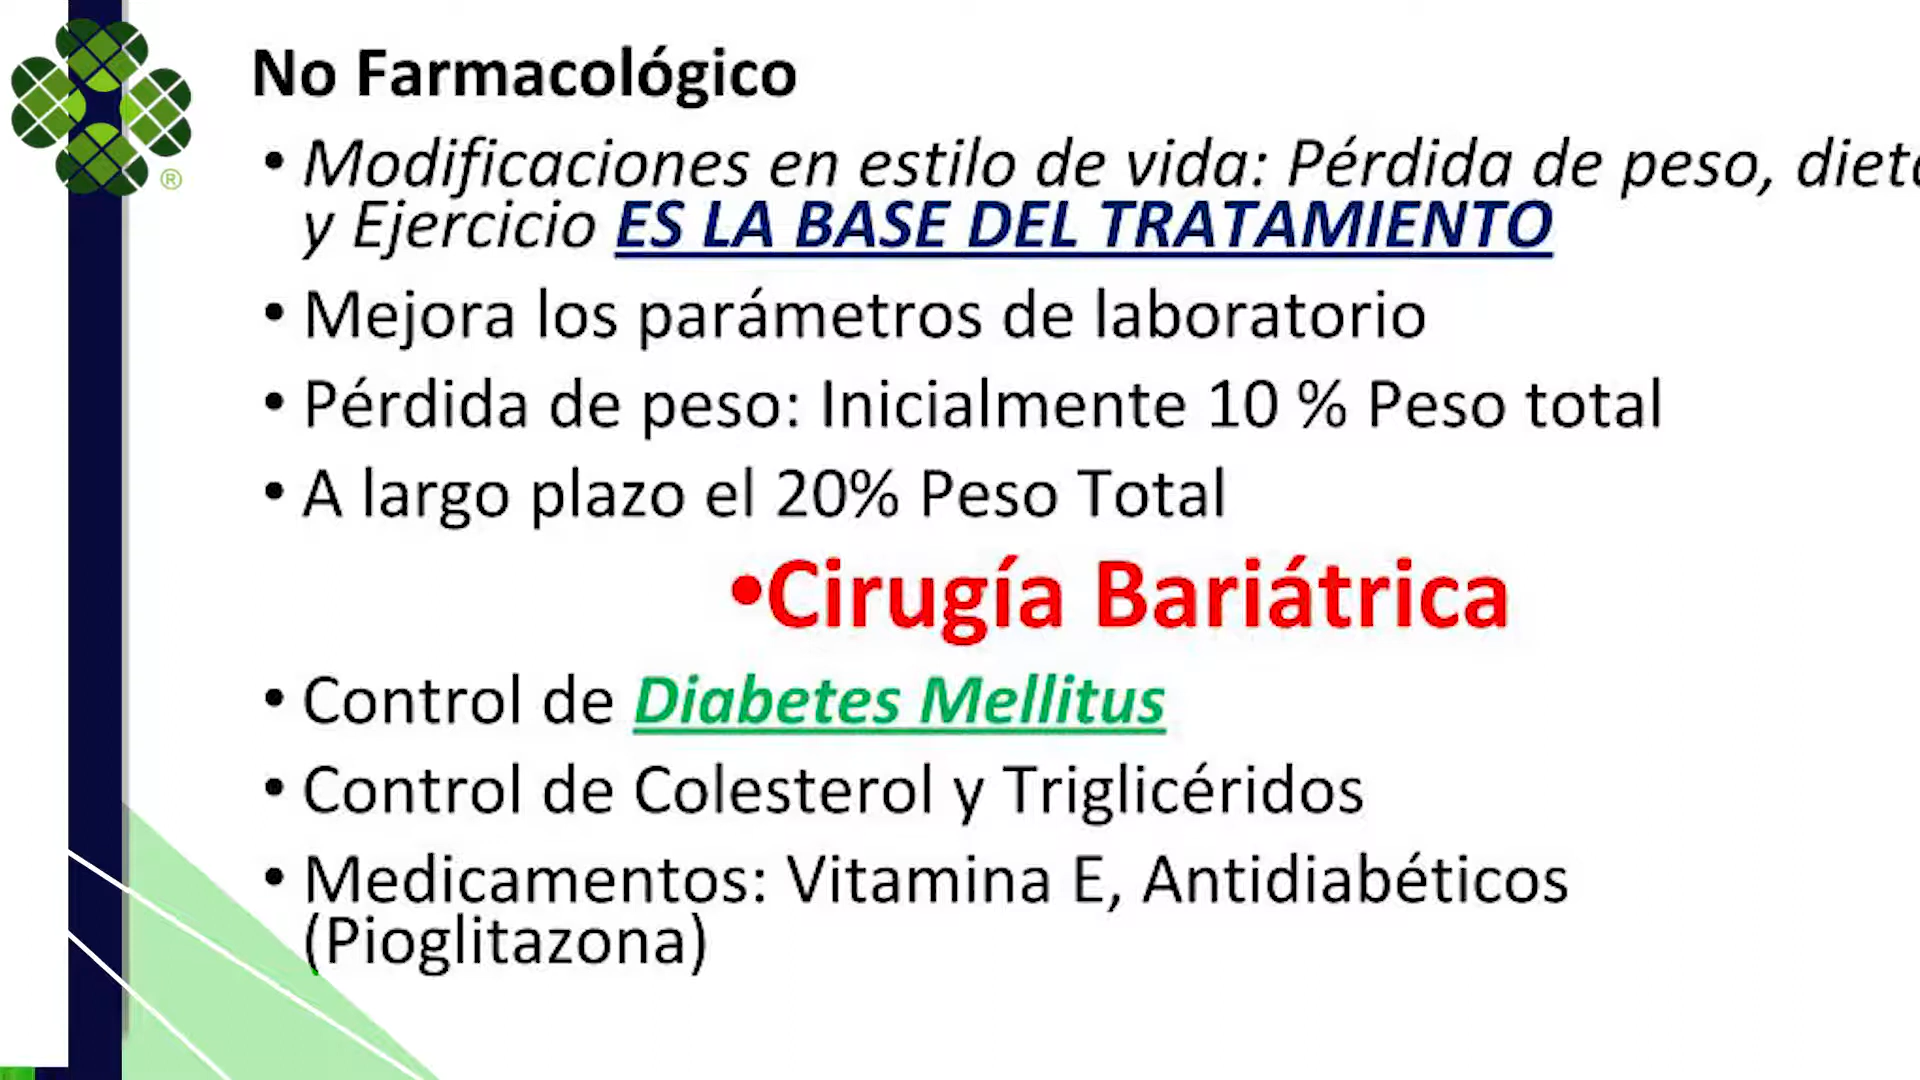 No Farmacológico
• Modificaciones en estilo de vida: Pérdida de peso,
y Ejercicio ES LA BASE DEL TRATAMIENTO
• Mejora los parámetros de laboratorio
• Pérdida de peso: Inicialmente 10 % Peso total
• A largo plazo el 20% Peso Total
•Cirugía Bariátrica
• Control de Diabetes Mellitus
• Control de Colesterol y Triglicéridos
• Medicamentos: Vitamina E, Antidiabéticos
(Pioglitazona)
®